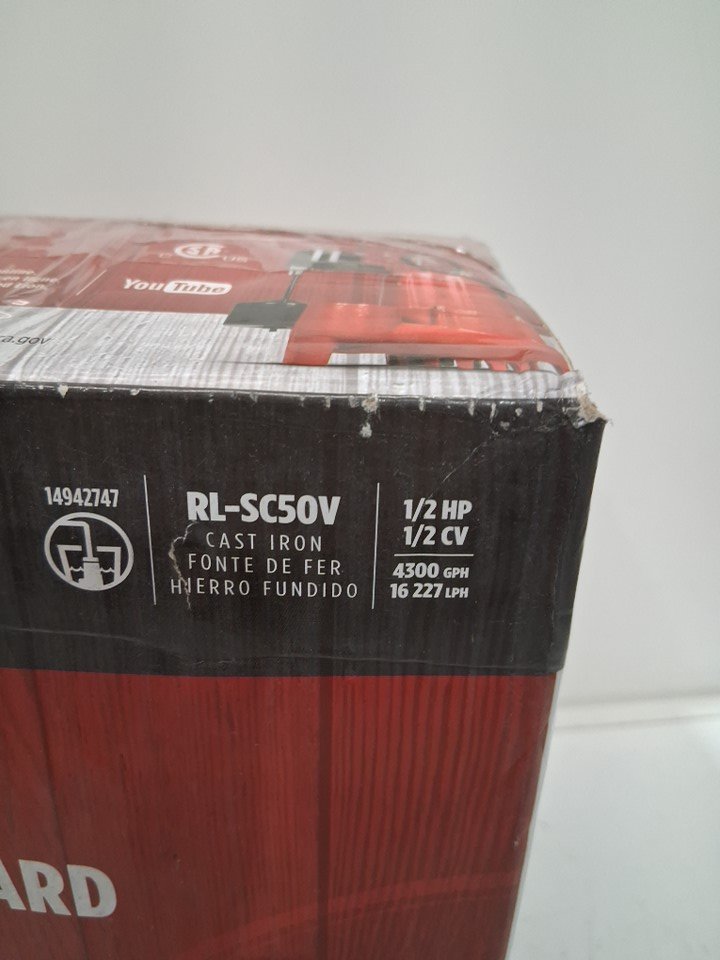 YouTube
a.gov
14942747
RL-SC50V
CAST IRON
FONTE DE FER
HIERRO FUNDIDO
1/2 HP
1/2 CV
4300 GPH
16 227 LPH
ARD